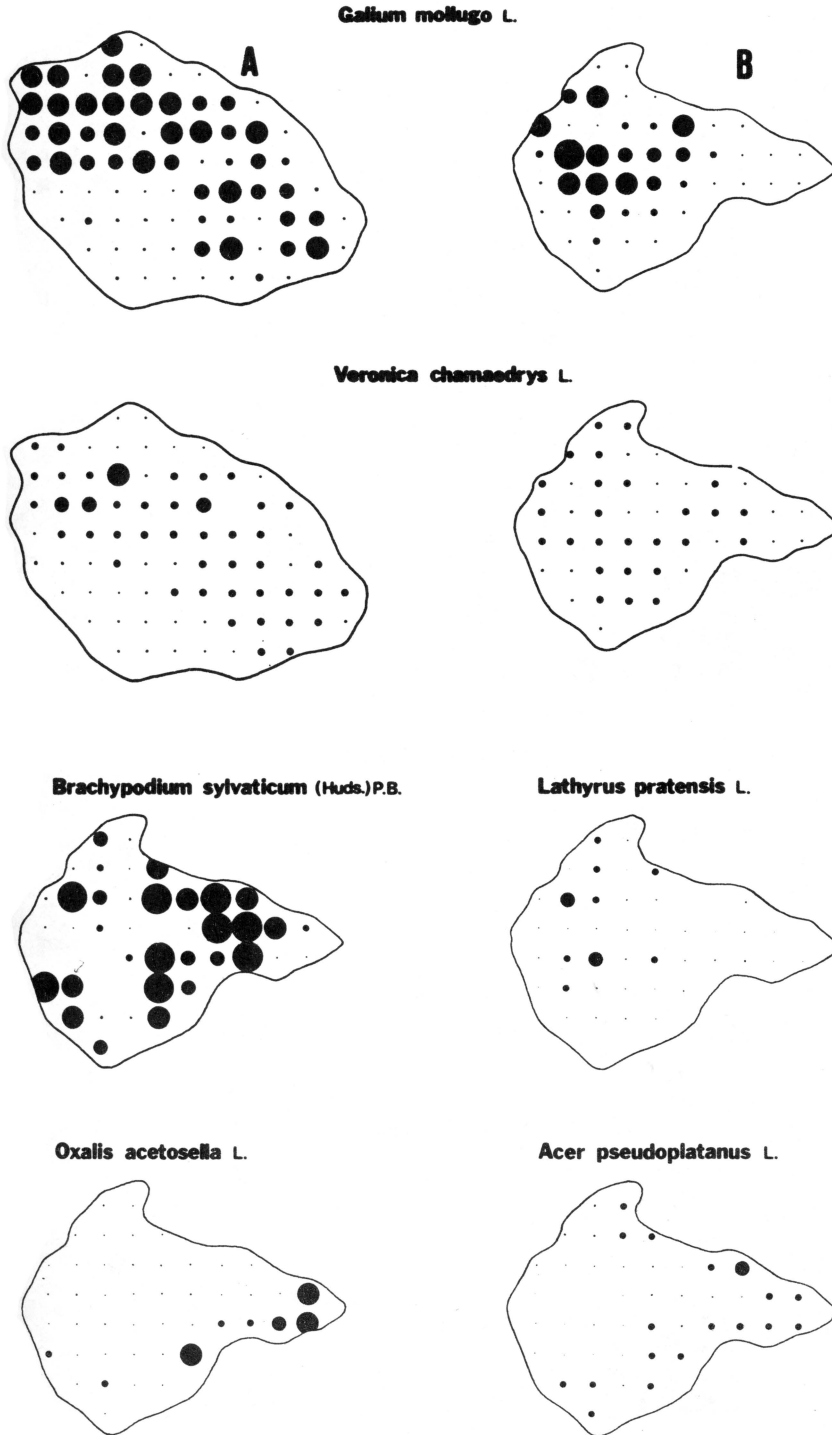 Galium mollugo L.
A B
Veronica chamaedrys L.
Brachypodium sylvaticum (Huds.) P.B. Lathyrus pratensis L.
Oxalis acetosella L. Acer pseudoplatanus L.